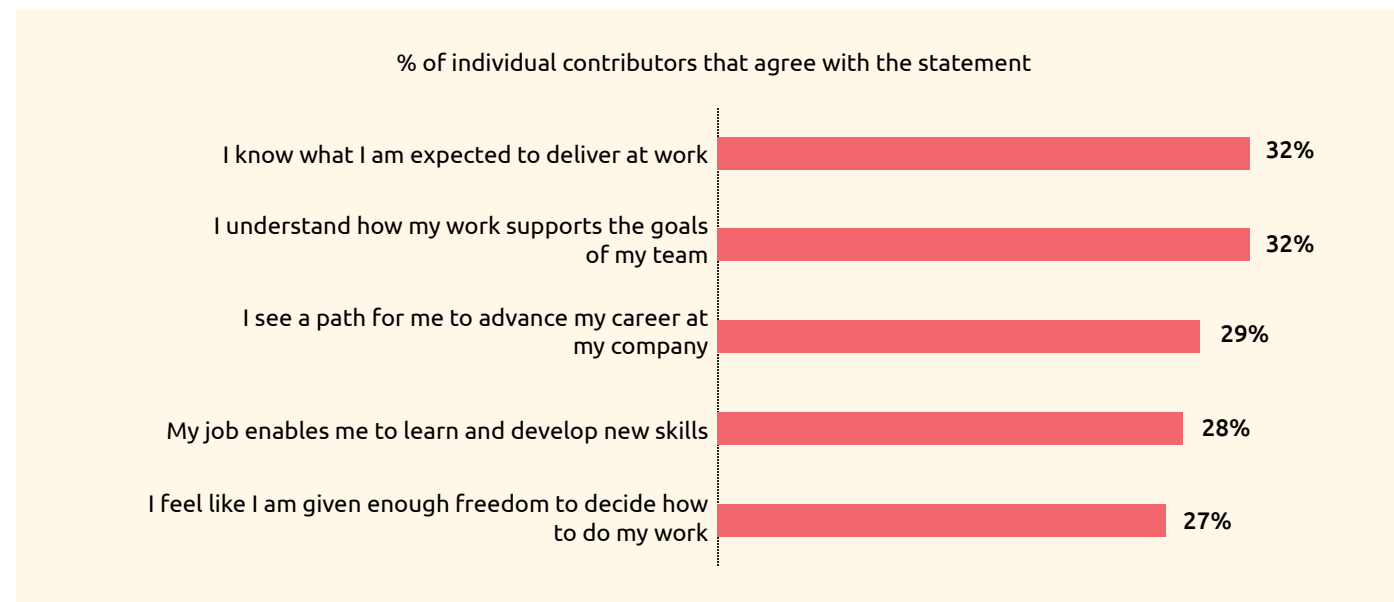 % of individual contributors that agree with the statement
I know what I am expected to deliver at work
32%
I understand how my work supports the goals
of my team
32%
I see a path for me to advance my career at
my company
29%
My job enables me to learn and develop new skills
28%
I feel like I am given enough freedom to decide how
to do my work
27%